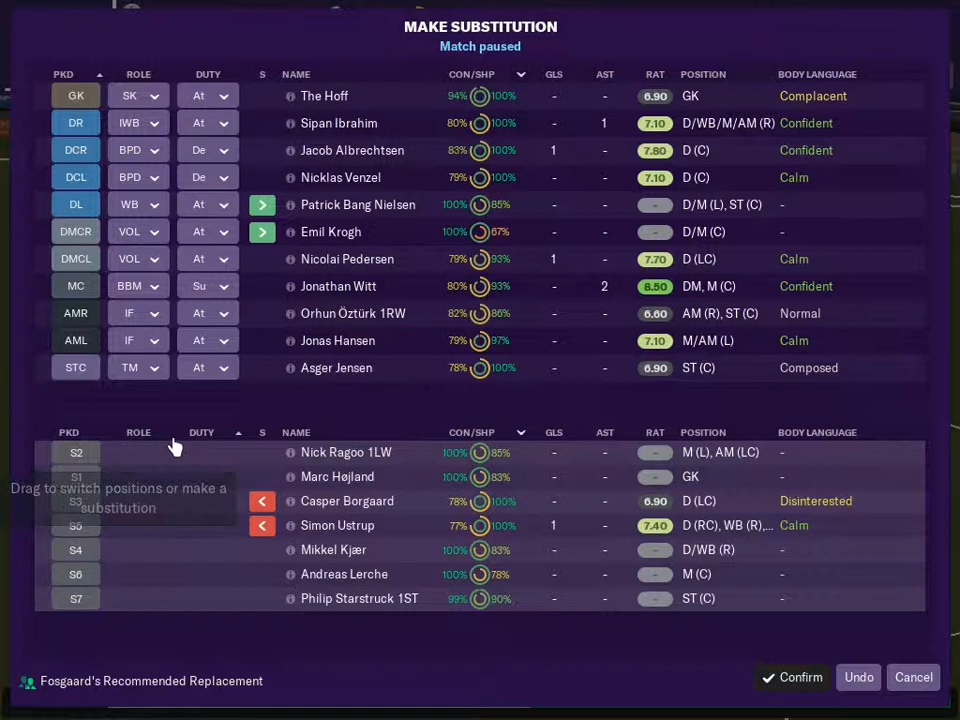 MAKE SUBSTITUTION
Match paused
PKD ROLE DUTY S NAME CON/SHP GLS AST RAT POSITION BODY LANGUAGE
GK SK At The Hoff 94% 100% - - 6.90 GK Complacent
DR IWB At Sipan Ibrahim 80% 100% - 1 7.10 D/WB/M/AM (R) Confident
DCR BPD De Jacob Albrechtsen 83% 100% 1 - 7.80 D (C) Confident
DCL BPD De Nicklas Venzel 79% 100% - - 7.10 D (C) Calm
DL WB At > Patrick Bang Nielsen 100% 85% - - - D/M (L), ST (C)
DMCR VOL At > Emil Krogh 100% 67% - - - D/M (C) -
DMCL VOL At Nicolai Pedersen 79% 93% 1 - 7.70 D (LC) Calm
MC BBM Su Jonathan Witt 80% 93% - 2 8.50 DM, M (C) Confident
AMR IF At Orhun Öztürk 1RW 82% 86% - - 6.60 AM (R), ST (C) Normal
AML IF At Jonas Hansen 79% 97% - - 7.10 M/AM (L) Calm
STC TM At Asger Jensen 78% 100% - - 6.90 ST (C) Composed
PKD ROLE DUTY S NAME CON/SHP GLS AST RAT POSITION BODY LANGUAGE
S2 Nick Ragoo 1LW 100% 85% - - - M (L), AM (LC) -
S1 Marc Højland 100% 83% - - - GK -
S3 < Casper Borgaard 78% 100% - - 6.90 D (LC) Disinterested
S5 < Simon Ustrup 77% 100% 1 - 7.40 D (RC), WB (R),... Calm
S4 Mikkel Kjær 100% 83% - - - D/WB (R) -
S6 Andreas Lerche 100% 78% - - - M (C) -
S7 Philip Starstruck 1ST 99% 90% - - - ST (C) -
Drag to switch positions or make a
substitution
Fosgaard's Recommended Replacement
Confirm Undo Cancel